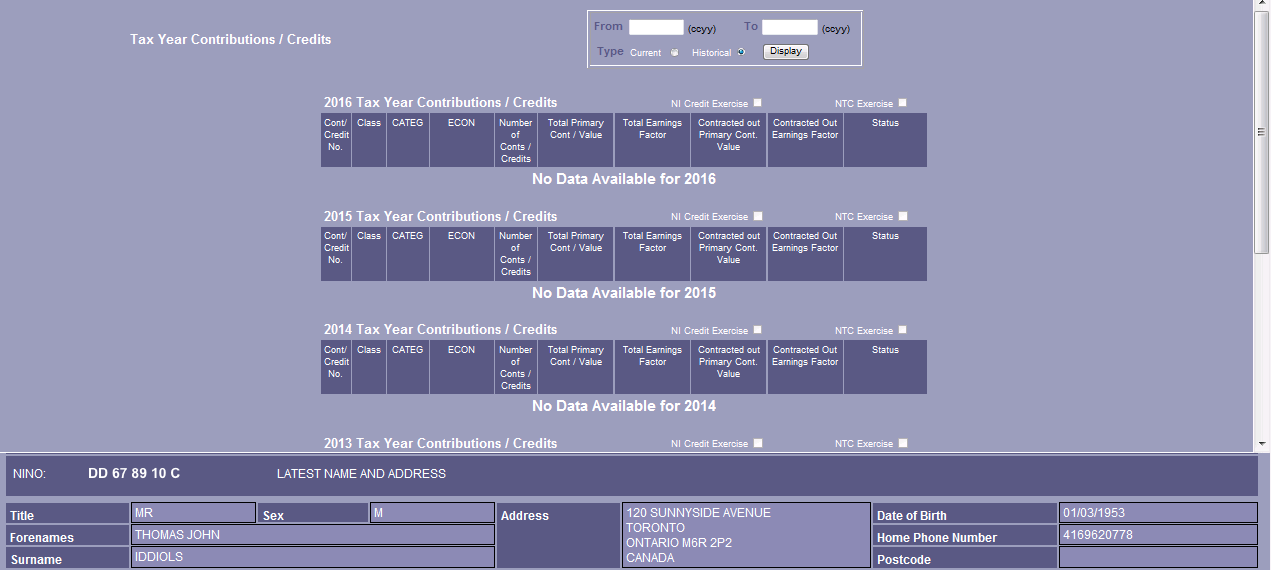 Tax Year Contributions / Credits
From (ccyy) To (ccyy)
Type Current Historical Display
2016 Tax Year Contributions / Credits NI Credit Exercise NTC Exercise
Cont/ Credit No. Class CATEG ECON Number of Conts / Credits Total Primary Cont / Value Total Earnings Factor Contracted out Primary Cont. Value Contracted Out Earnings Factor Status
No Data Available for 2016
2015 Tax Year Contributions / Credits NI Credit Exercise NTC Exercise
Cont/ Credit No. Class CATEG ECON Number of Conts / Credits Total Primary Cont / Value Total Earnings Factor Contracted out Primary Cont. Value Contracted Out Earnings Factor Status
No Data Available for 2015
2014 Tax Year Contributions / Credits NI Credit Exercise NTC Exercise
Cont/ Credit No. Class CATEG ECON Number of Conts / Credits Total Primary Cont / Value Total Earnings Factor Contracted out Primary Cont. Value Contracted Out Earnings Factor Status
No Data Available for 2014
2013 Tax Year Contributions / Credits NI Credit Exercise NTC Exercise
NINO: DD 67 89 10 C LATEST NAME AND ADDRESS
Title MR Sex M Address 120 SUNNYSIDE AVENUE Date of Birth 01/03/1953
TORONTO
Forenames THOMAS JOHN ONTARIO M6R 2P2 Home Phone Number 4169620778
Surname IDDIOLS CANADA Postcode